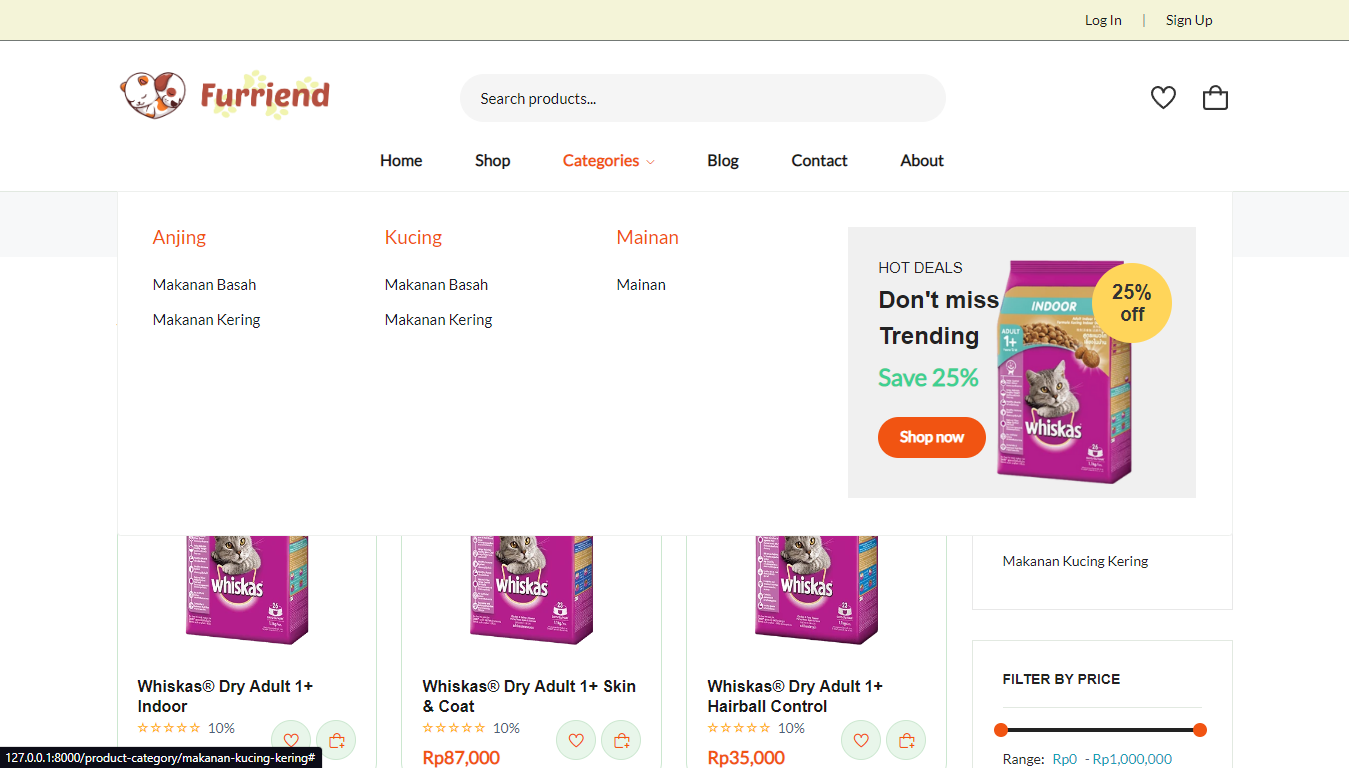 Log In | Sign Up
Furriend
Search products...
Home Shop Categories Blog Contact About
Anjing
Makanan Basah
Makanan Kering
Kucing
Makanan Basah
Makanan Kering
Mainan
Mainan
HOT DEALS
Don't miss
Trending
Save 25%
Shop now
INDOOR
ADULT
1+
whiskas
25%
off
whiskas
whiskas
whiskas
Whiskas® Dry Adult 1+
Indoor
10%
Whiskas® Dry Adult 1+ Skin
& Coat
10%
Rp87,000
Whiskas® Dry Adult 1+
Hairball Control
10%
Rp35,000
Makanan Kucing Kering
FILTER BY PRICE
Range: Rp0 - Rp1,000,000
127.0.0.1:8000/product-category/makanan-kucing-kering#